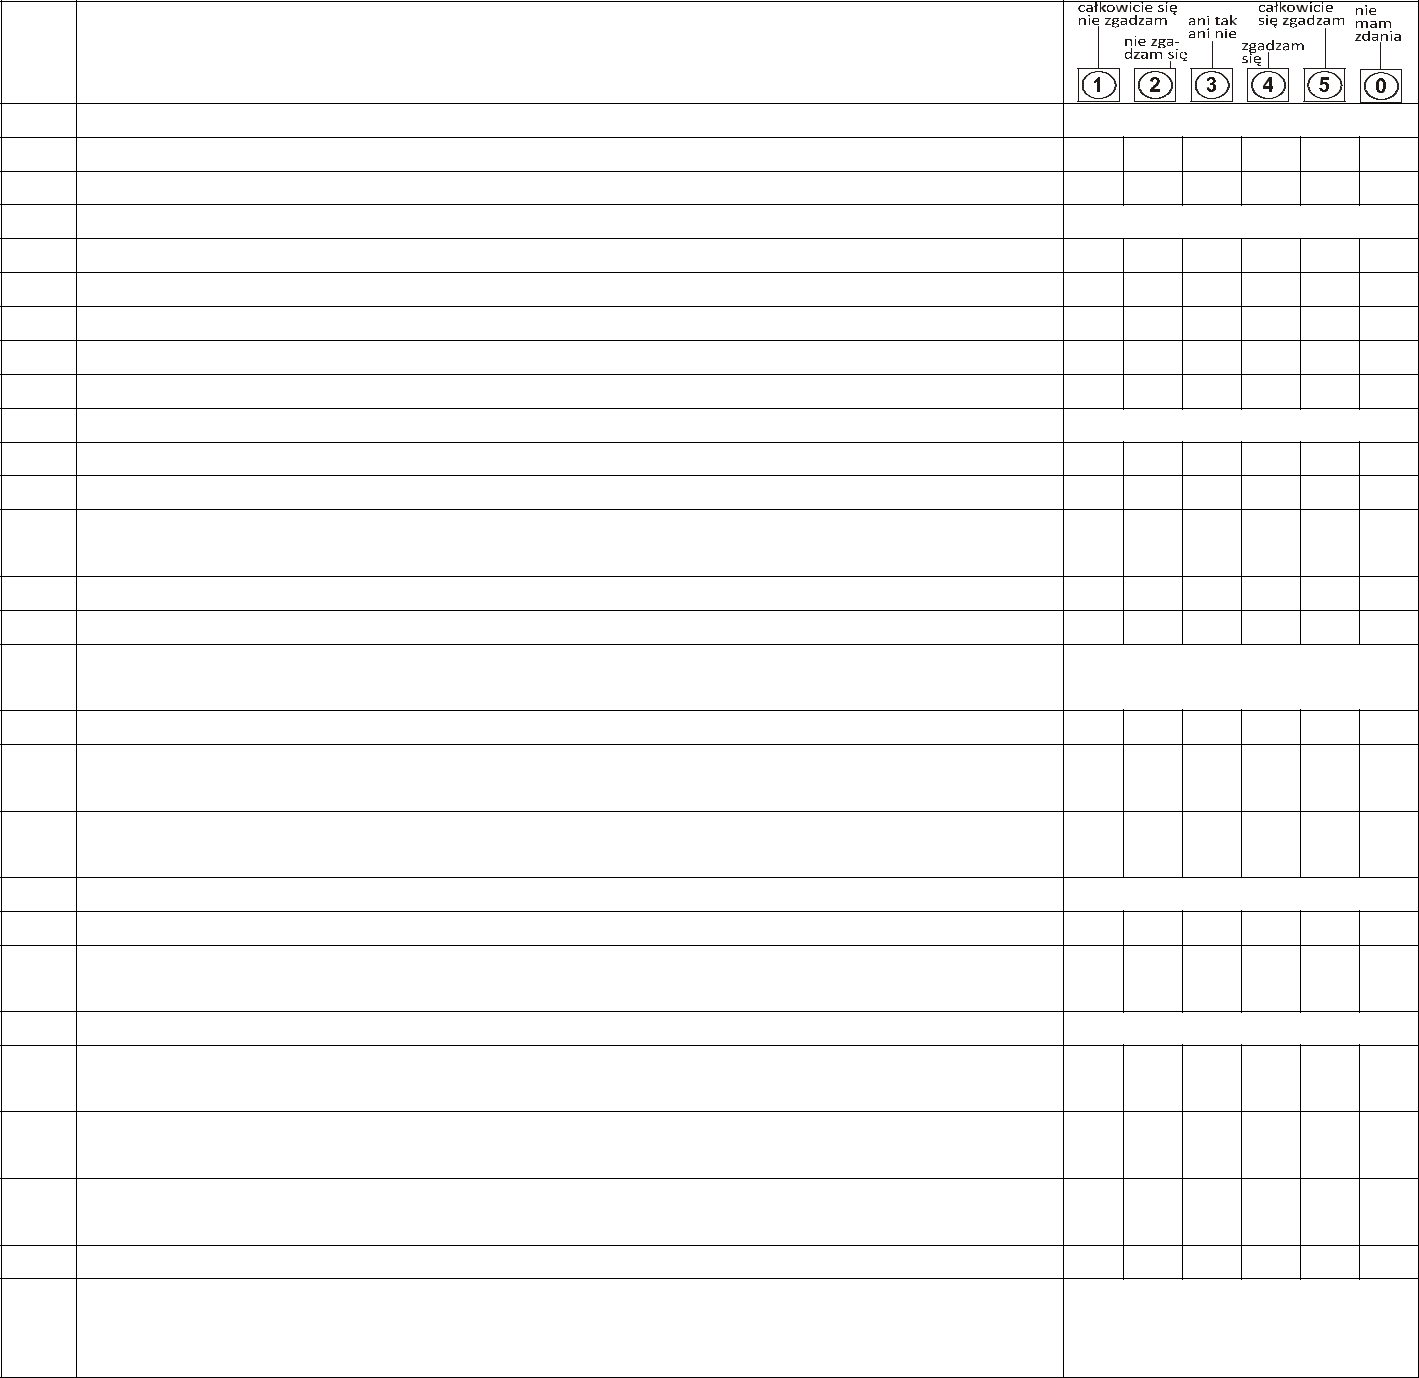 całkowicie się
nie zgadzam
nie zga-
dzam się
ani tak
ani nie
zgadzam
się
całkowicie
się zgadzam
nie
mam
zdania
1 2 3 4 5 0